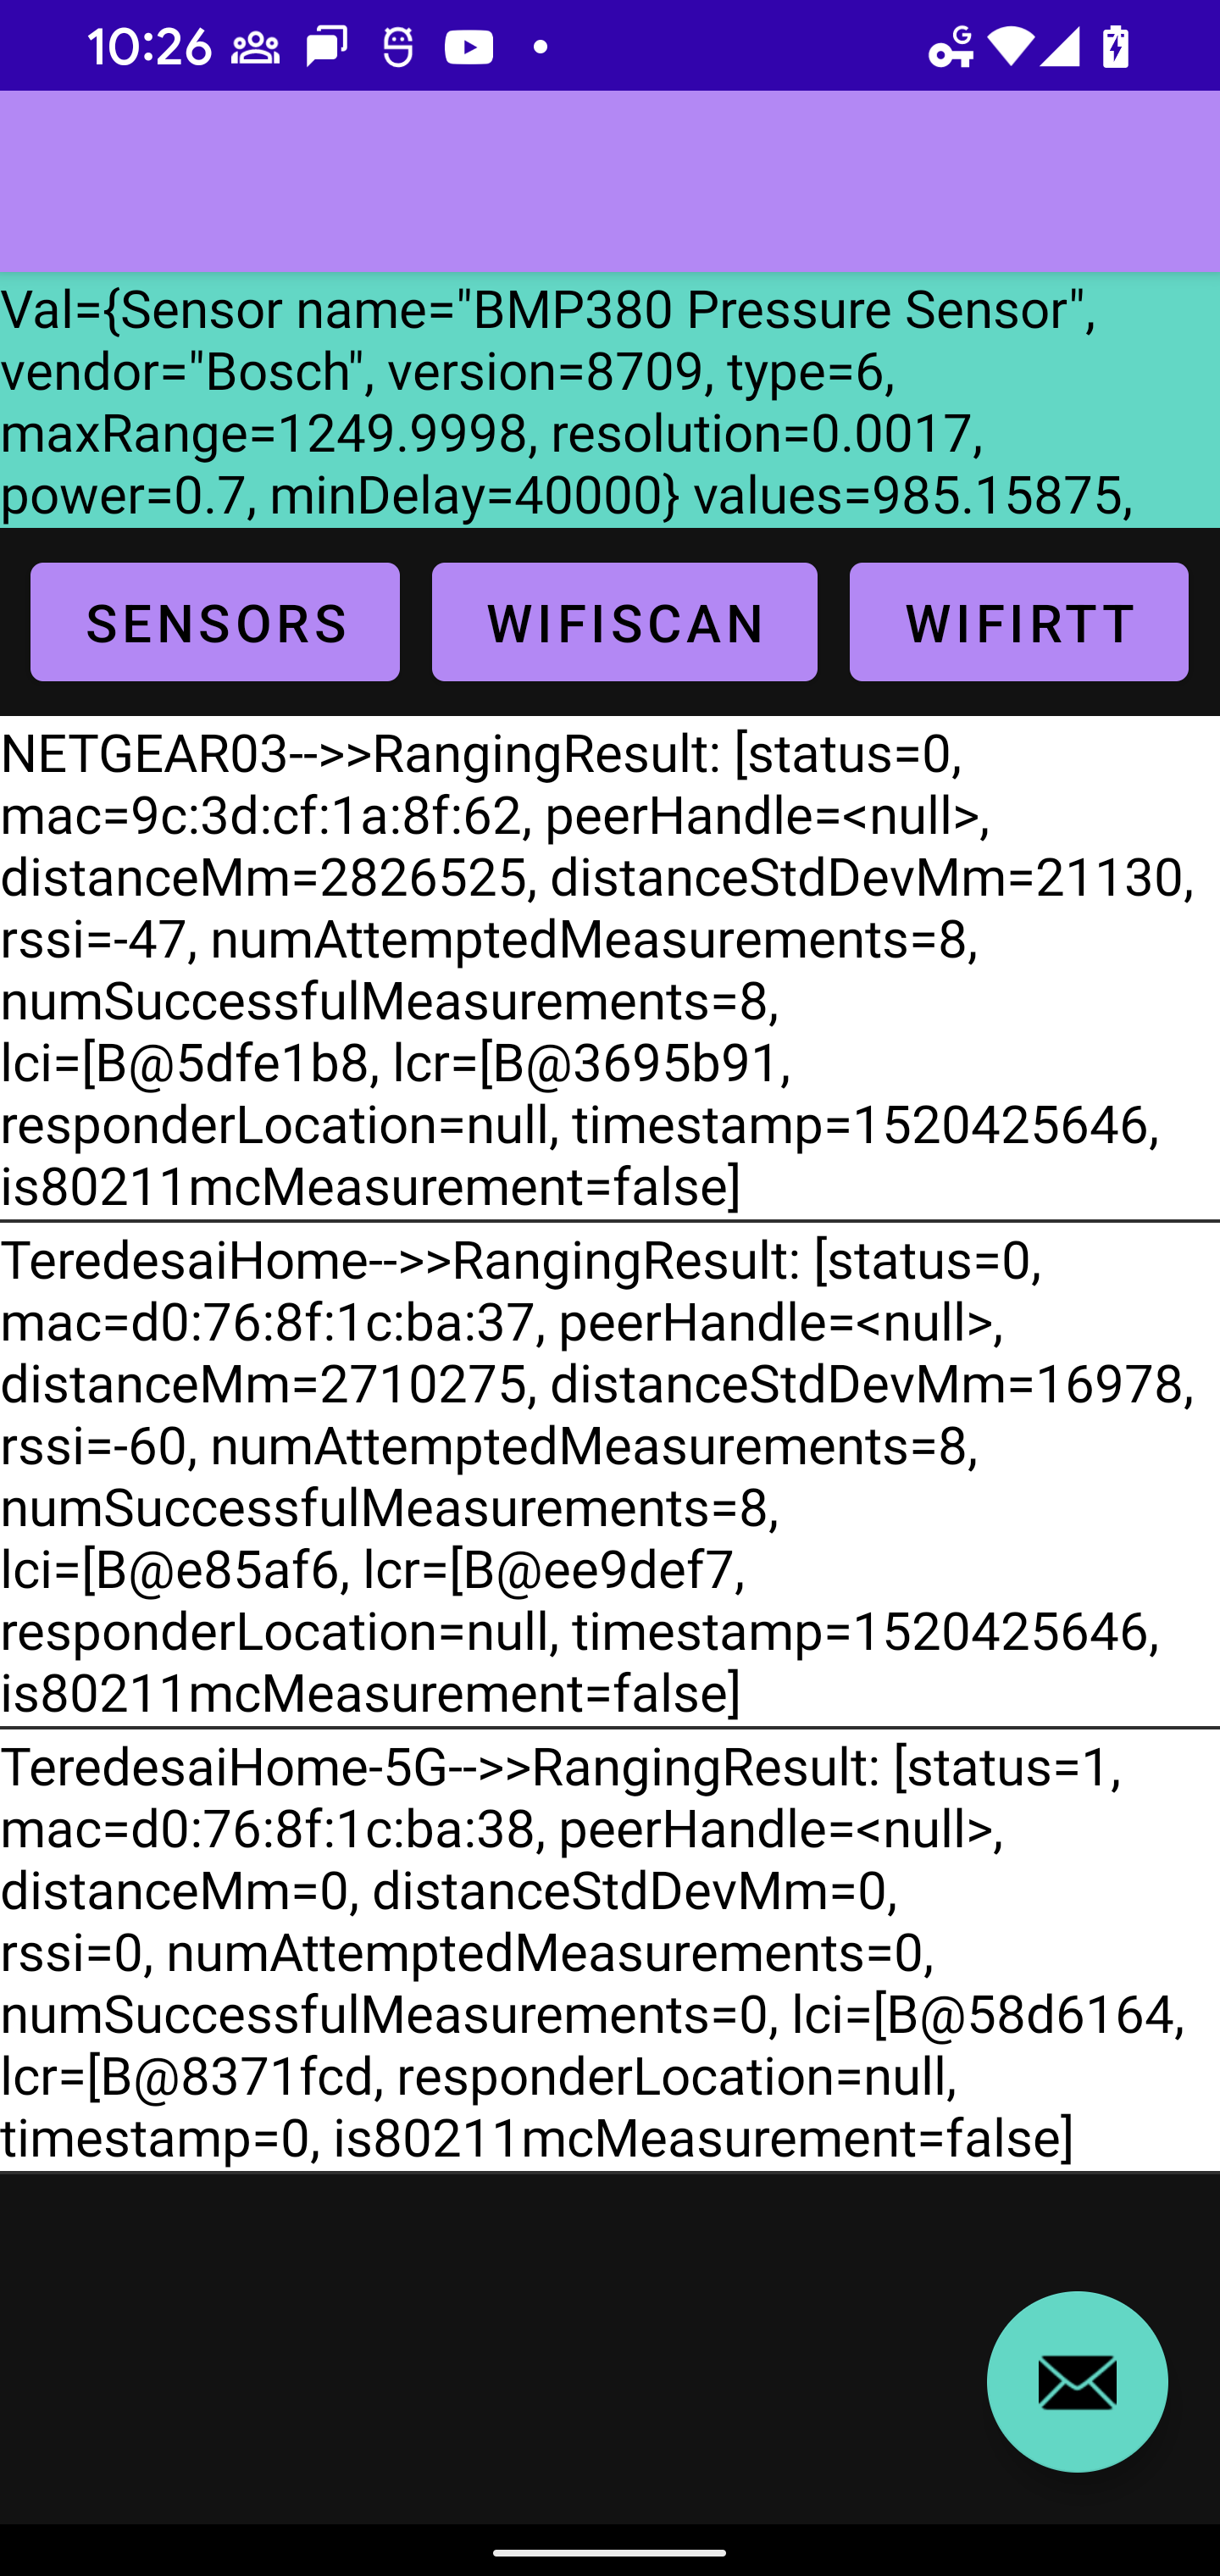 10:26
G
Val={Sensor name="BMP380 Pressure Sensor",
vendor="Bosch", version=8709, type=6,
maxRange=1249.9998, resolution=0.0017,
power=0.7, minDelay=40000} values=985.15875,
SENSORS WIFISCAN WIFIRTT
NETGEAR03-->>RangingResult: [status=0,
mac=9c:3d:cf:1a:8f:62, peerHandle=<null>,
distanceMm=2826525, distanceStdDevMm=21130,
rssi=-47, numAttemptedMeasurements=8,
numSuccessfulMeasurements=8,
lci=[B@5dfe1b8, lcr=[B@3695b91,
responderLocation=null, timestamp=1520425646,
is80211mcMeasurement=false]
TeredesaiHome-->>RangingResult: [status=0,
mac=d0:76:8f:1c:ba:37, peerHandle=<null>,
distanceMm=2710275, distanceStdDevMm=16978,
rssi=-60, numAttemptedMeasurements=8,
numSuccessfulMeasurements=8,
lci=[B@e85af6, lcr=[B@ee9def7,
responderLocation=null, timestamp=1520425646,
is80211mcMeasurement=false]
TeredesaiHome-5G-->>RangingResult: [status=1,
mac=d0:76:8f:1c:ba:38, peerHandle=<null>,
distanceMm=0, distanceStdDevMm=0,
rssi=0, numAttemptedMeasurements=0,
numSuccessfulMeasurements=0, lci=[B@58d6164,
lcr=[B@8371fcd, responderLocation=null,
timestamp=0, is80211mcMeasurement=false]